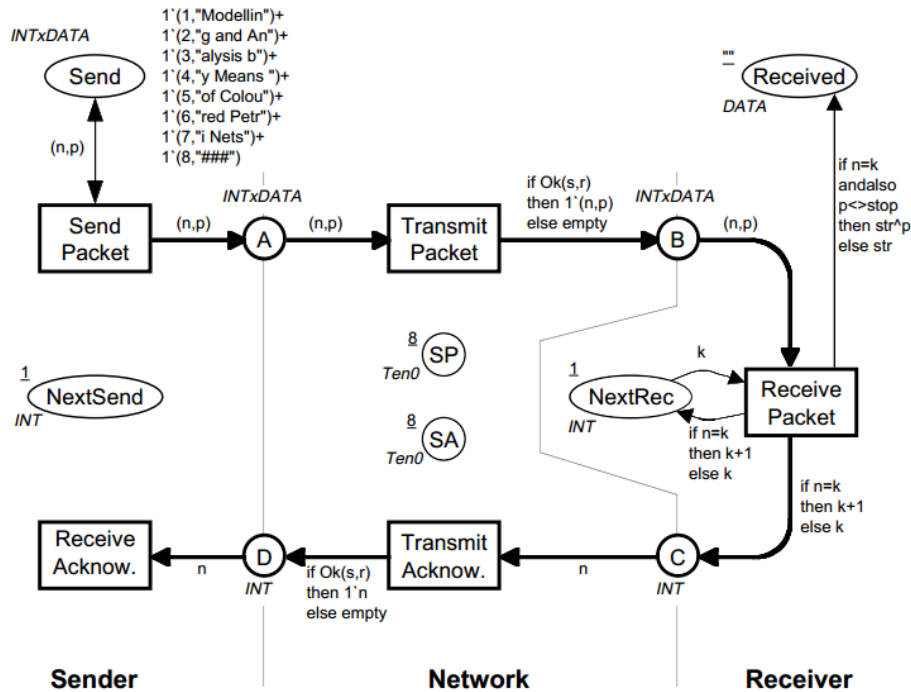 INTxDATA
Send
1`(1,"Modellin")+
1`(2,"g and An")+
1`(3,"alysis b")+
1`(4,"y Means ")+
1`(5,"of Colou")+
1`(6,"red Petr")+
1`(7,"i Nets")+
1`(8,"###")
""
Received
DATA
(n,p)
if n=k
andalso
p<>stop
then str^p
else str
Send
Packet
(n,p)
INTxDATA
A
(n,p)
Transmit
Packet
if Ok(s,r)
then 1`(n,p)
else empty
INTxDATA
B
(n,p)
1
NextSend
INT
8
SP
Ten0
8
SA
Ten0
1
NextRec
INT
k
if n=k
then k+1
else k
Receive
Packet
if n=k
then k+1
else k
Receive
Acknow.
n
D
INT
if Ok(s,r)
then 1`n
else empty
Transmit
Acknow.
n
C
INT
Sender
Network
Receiver